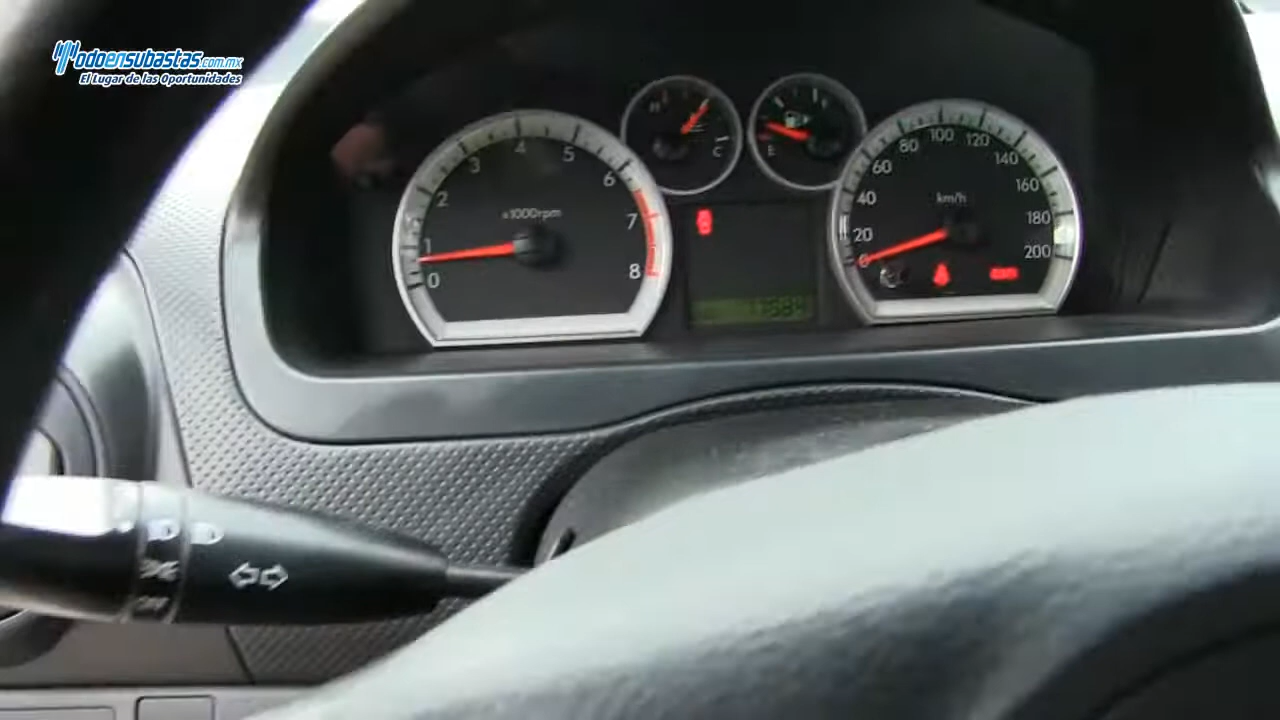 Todoensubastas.com.mx
El Lugar de las Oportunidades
0
1
2
3
4
5
6
7
8
x1000rpm
H
C
E
0
20
40
60
80
100
120
140
160
180
200
km/h
OFF